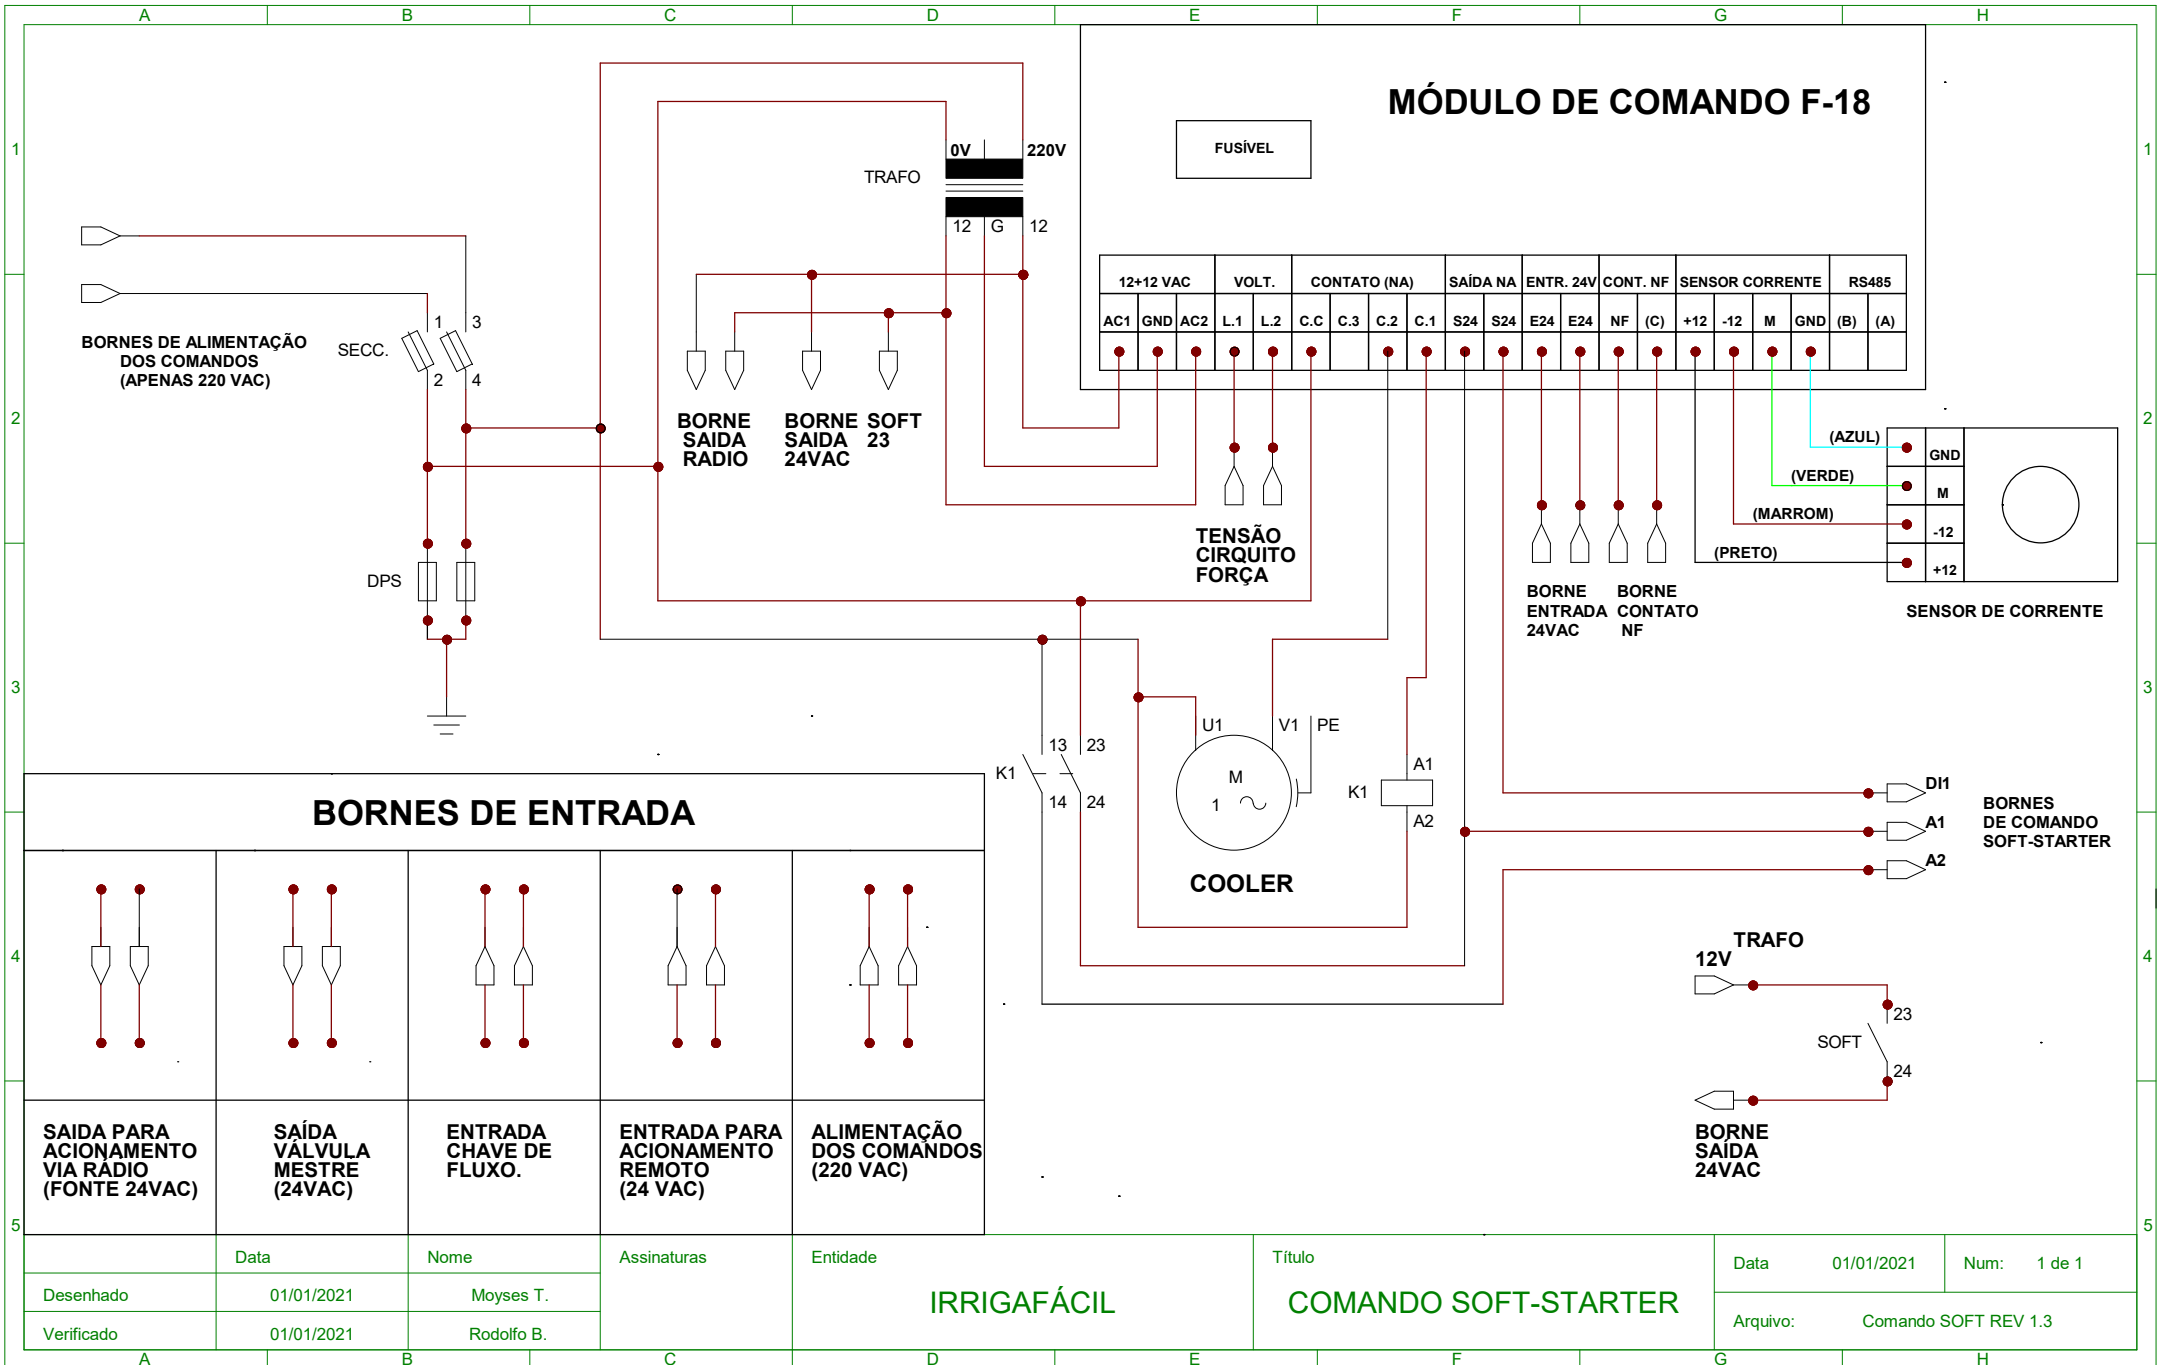 A B C D E F G H
MÓDULO DE COMANDO F-18
FUSÍVEL
1
1
0V
220V
TRAFO
12 G 12
12+12 VAC VOLT. CONTATO (NA) SAÍDA NA ENTR. 24V CONT. NF SENSOR CORRENTE RS485
AC1 GND AC2 L.1 L.2 C.C C.3 C.2 C.1 S24 S24 E24 E24 NF (C) +12 -12 M GND (B) (A)
BORNES DE ALIMENTAÇÃO
DOS COMANDOS
(APENAS 220 VAC)
SECC.
1 3
2 4
2
2
BORNE
SAIDA
RADIO
BORNE
SAIDA
24VAC
SOFT
23
TENSÃO
CIRQUITO
FORÇA
(AZUL)
(VERDE)
(MARROM)
(PRETO)
GND
M
-12
+12
SENSOR DE CORRENTE
BORNE
ENTRADA
24VAC
BORNE
CONTATO
NF
DPS
3
3
U1
V1
PE
M
1
COOLER
K1
13 23
14 24
K1
A1
A2
DI1
A1
A2
BORNES
DE COMANDO
SOFT-STARTER
BORNES DE ENTRADA
4
4
TRAFO
12V
23
SOFT
24
BORNE
SAÍDA
24VAC
SAIDA PARA
ACIONAMENTO
VIA RÁDIO
(FONTE 24VAC)
SAÍDA
VÁLVULA
MESTRE
(24VAC)
ENTRADA
CHAVE DE
FLUXO.
ENTRADA PARA
ACIONAMENTO
REMOTO
(24 VAC)
ALIMENTAÇÃO
DOS COMANDOS
(220 VAC)
5
5
Data Nome Assinaturas
Desenhado 01/01/2021 Moyses T.
Verificado 01/01/2021 Rodolfo B.
Entidade
IRRIGAFÁCIL
Título
COMANDO SOFT-STARTER
Data 01/01/2021 Num: 1 de 1
Arquivo: Comando SOFT REV 1.3
A B C D E F G H